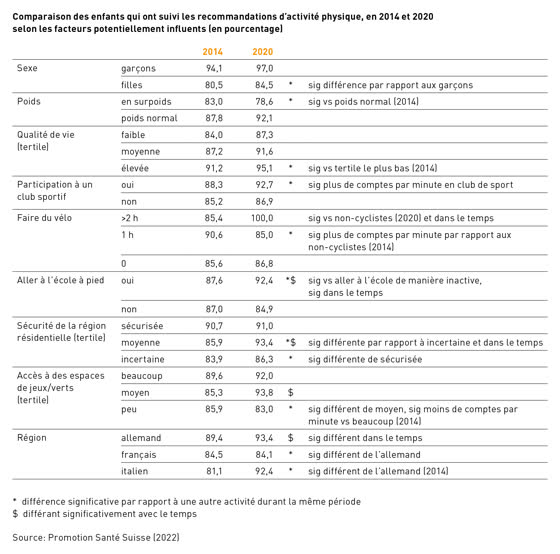 Comparaison des enfants qui ont suivi les recommandations d'activité physique, en 2014 et 2020
selon les facteurs potentiellement influents (en pourcentage)
2014 2020
Sexe garçons 94,1 97,0
filles 80,5 84,5 * sig différence par rapport aux garçons
Poids en surpoids 83,0 78,6 * sig vs poids normal (2014)
poids normal 87,8 92,1
Qualité de vie faible 84,0 87,3
(tertile) moyenne 87,2 91,6
élevée 91,2 95,1 * sig vs tertile le plus bas (2014)
Participation à un oui 88,3 92,7 * sig plus de comptes par minute en club de sport
club sportif non 85,2 86,9
Faire du vélo >2 h 85,4 100,0 sig vs non-cyclistes (2020) et dans le temps
1 h 90,6 85,0 * sig plus de comptes par minute par rapport aux
non-cyclistes (2014)
0 85,6 86,8
Aller à l'école à pied oui 87,6 92,4 *$ sig vs aller à l'école de manière inactive,
sig dans le temps
non 87,0 84,9
Sécurité de la région sécurisée 90,7 91,0
résidentielle (tertile) moyenne 85,9 93,4 *$ sig différente par rapport à incertaine et dans le temps
incertaine 83,9 86,3 * sig différente de sécurisée
Accès à des espaces beaucoup 89,6 92,0
de jeux/verts moyen 85,3 93,8 $
(tertile) peu 85,9 83,0 * sig différent de moyen, sig moins de comptes par
minute vs beaucoup (2014)
Région allemand 89,4 93,4 $ sig différent dans le temps
français 84,5 84,1 * sig différent de l'allemand
italien 81,1 92,4 * sig différent de l'allemand (2014)
* différence significative par rapport à une autre activité durant la même période
$ différant significativement avec le temps
Source: Promotion Santé Suisse (2022)